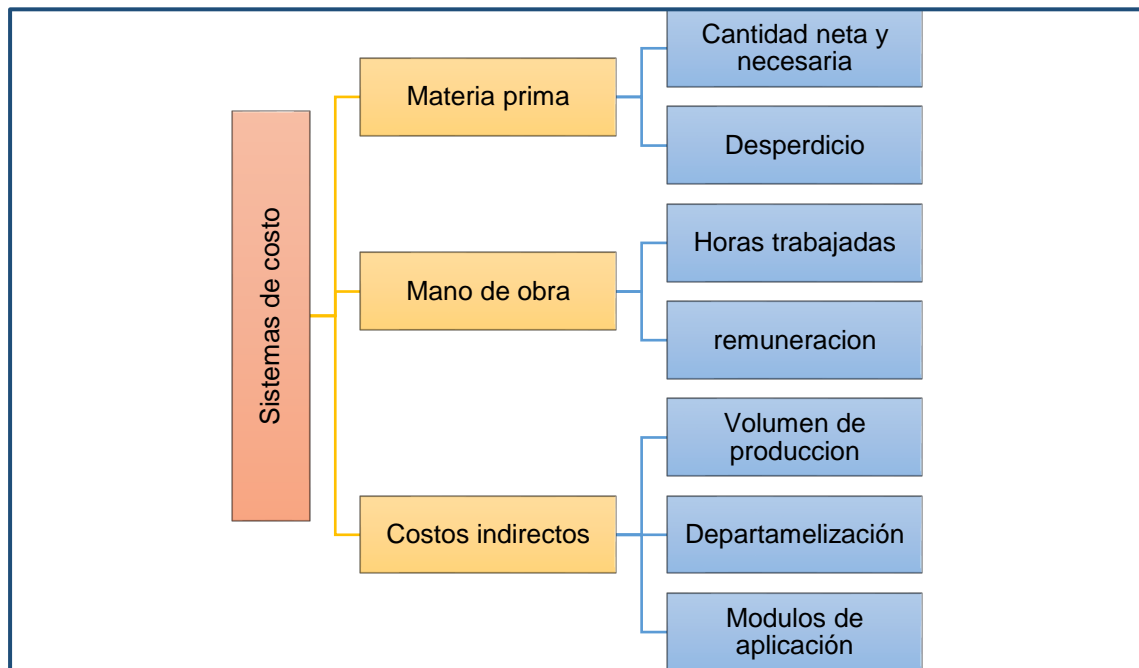 Sistemas de costo
Materia prima
Cantidad neta y
necesaria
Desperdicio
Mano de obra
Horas trabajadas
remuneracion
Costos indirectos
Volumen de
produccion
Departamelización
Modulos de
aplicación